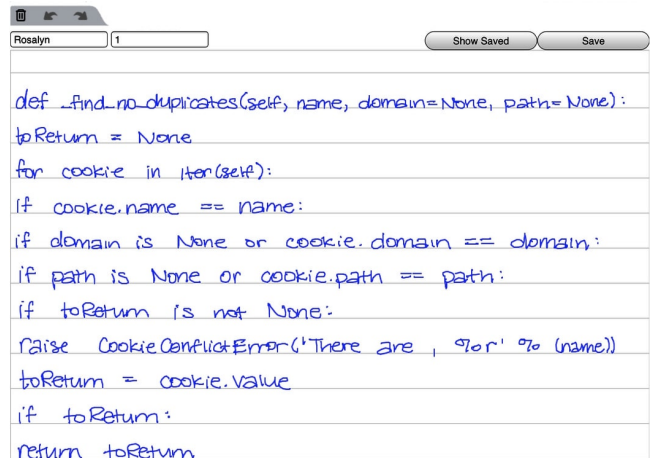 Rosalyn 1 Show Saved Save
def _find_no_duplicates(self, name, domain=None, path=None):
toReturn = None
for cookie in iter(self):
if cookie.name == name:
if domain is None or cookie.domain == domain:
if path is None or cookie.path == path:
if toReturn is not None:
raise CookieConflictError('There are , %r' % (name))
toReturn = cookie.value
if toReturn:
return toReturn